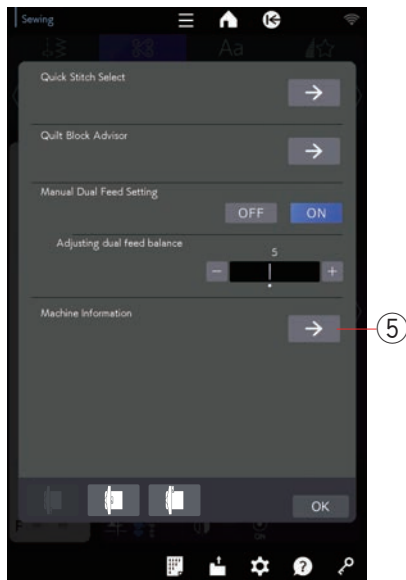 Sewing
Aa
Quick Stitch Select
Quilt Block Advisor
Manual Dual Feed Setting
OFF ON
Adjusting dual feed balance
5
Machine Information
5
OK